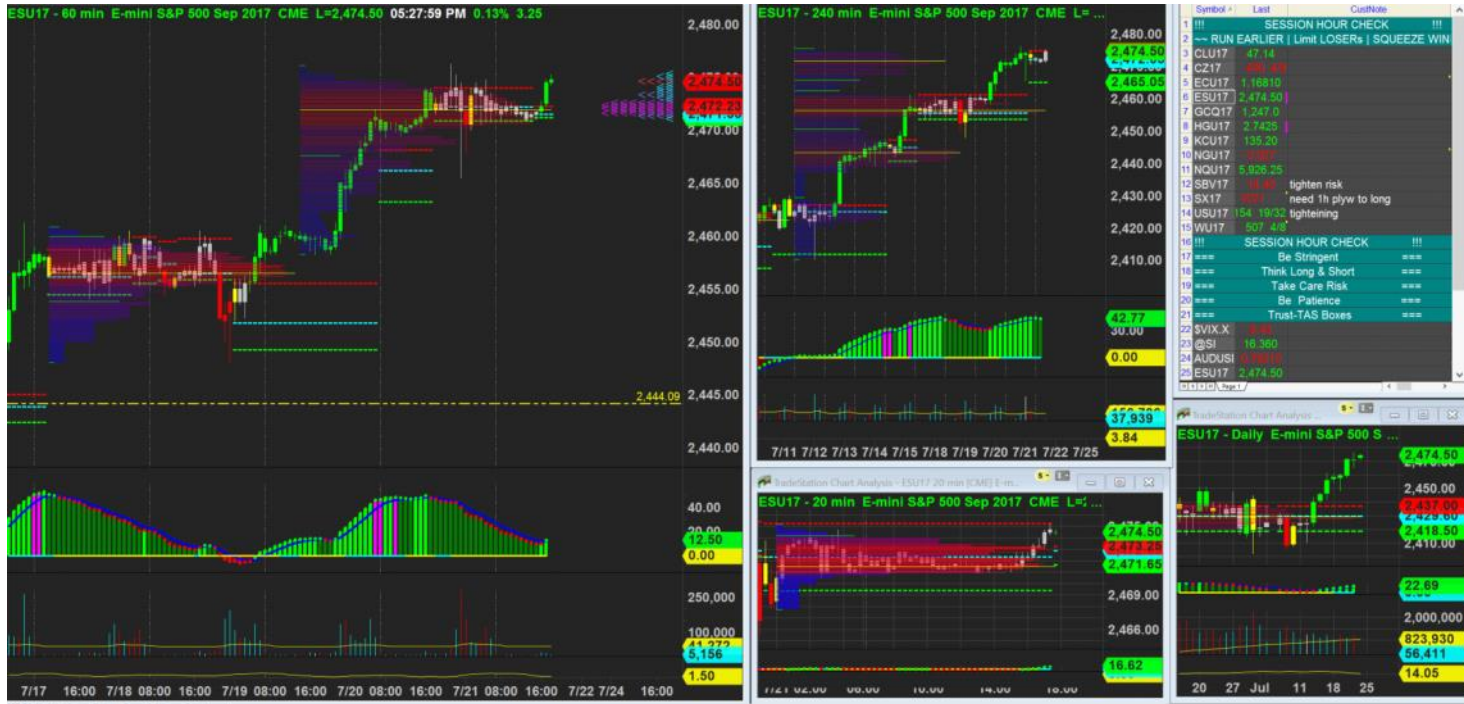 ESU17 - 60 min E-mini S&P 500 Sep 2017 CME L=2,474.50 05:27:59 PM 0.13% 3.25
2,480.00
2,474.50
2,472.23
2,470.00
2,465.00
2,460.00
2,455.00
2,450.00
2,444.09
2,445.00
2,440.00
40.00
20.00
12.50
0.00
250,000
100,000
41,272
5,156
1.50
7/17 16:00 7/18 08:00 16:00 7/19 08:00 16:00 7/20 08:00 16:00 7/21 08:00 16:00 7/22 7/24 16:00
ESU17 - 240 min E-mini S&P 500 Sep 2017 CME L= ...
2,480.00
2,474.50
2,465.05
2,460.00
2,450.00
2,440.00
2,430.00
2,420.00
2,410.00
42.77
30.00
0.00
37,939
3.84
7/11 7/12 7/13 7/14 7/15 7/18 7/19 7/20 7/21 7/22 7/25
TradeStation Chart Analysis - ESU17 20 min [CME] E-m...
ESU17 - 20 min E-mini S&P 500 Sep 2017 CME L=2 ...
2,474.50
2,473.25
2,471.65
2,469.00
2,466.00
16.62
7/21 02:00 06:00 10:00 14:00 18:00
Symbol Last CustNote
1 !!! SESSION HOUR CHECK !!!
2 ~~ RUN EARLIER | Limit LOSERs | SQUEEZE WIN
3 CLU17 47.14
4 CZ17
5 ECU17 1.16810
6 ESU17 2,474.50
7 GCQ17 1,247.0
8 HGU17 2.7425
9 KCU17 135.20
10 NGU17
11 NQU17 5,926.25
12 SBV17 tighten risk
13 SX17 need 1h plyw to long
14 USU17 154 19/32 tighteining
15 WU17 507 4/8
16 !!! SESSION HOUR CHECK !!!
17 === Be Stringent ===
18 === Think Long & Short ===
19 === Take Care Risk ===
20 === Be Patience ===
21 === Trust-TAS Boxes ===
22 $VIX.X
23 @SI 16.360
24 AUDUSI
25 ESU17 2,474.50
Page 1
TradeStation Chart Analysis ...
ESU17 - Daily E-mini S&P 500 S ...
2,474.50
2,450.00
2,437.00
2,418.50
2,410.00
22.69
2,000,000
823,930
56,411
14.05
20 27 Jul 11 18 25